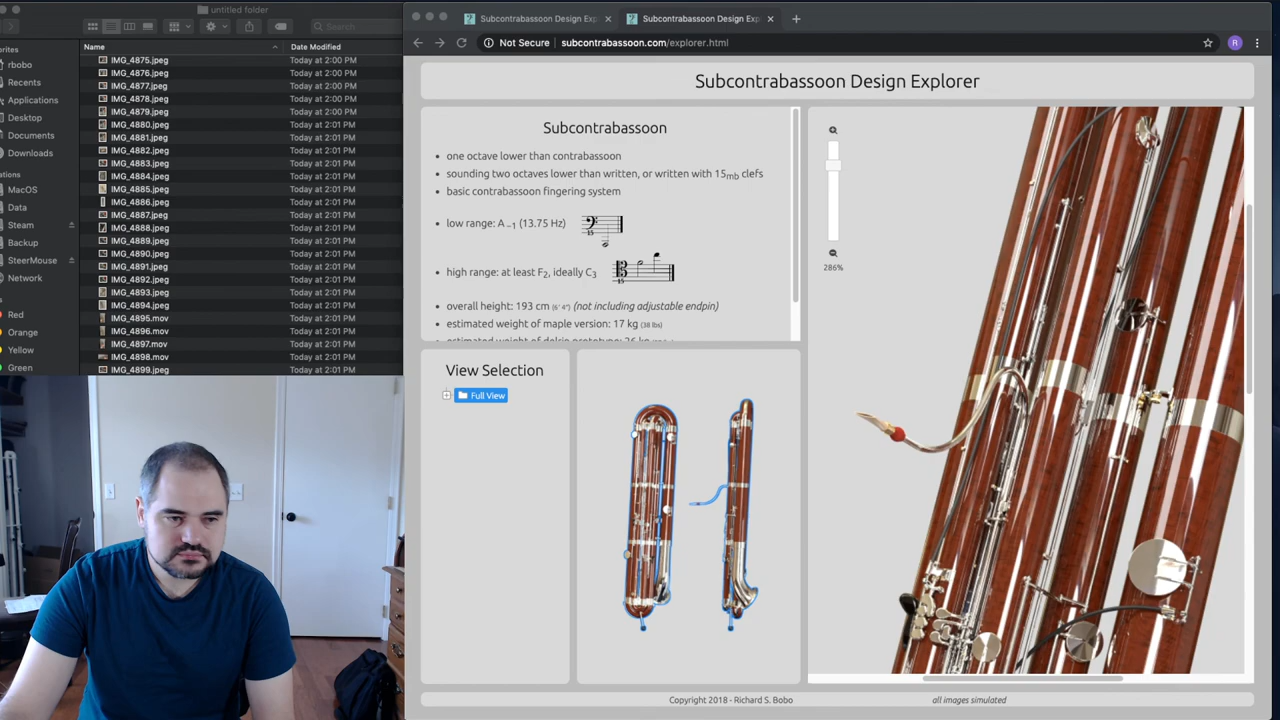 untitled folder
Search
Name
Date Modified
rbobo
Recents
Applications
Desktop
Documents
Downloads
MacOS
Data
Steam
Backup
SteerMouse
Network
Red
Orange
Yellow
Green
IMG_4875.jpeg Today at 2:00 PM
IMG_4877.jpeg Today at 2:00 PM
IMG_4878.jpeg Today at 2:00 PM
IMG_4879.jpeg Today at 2:00 PM
IMG_4880.jpeg Today at 2:01 PM
IMG_4881.jpeg Today at 2:01 PM
IMG_4882.jpeg Today at 2:01 PM
IMG_4883.jpeg Today at 2:01 PM
IMG_4884.jpeg Today at 2:01 PM
IMG_4885.jpeg Today at 2:01 PM
IMG_4886.jpeg Today at 2:01 PM
IMG_4887.jpeg Today at 2:01 PM
IMG_4888.jpeg Today at 2:01 PM
IMG_4889.jpeg Today at 2:01 PM
IMG_4890.jpeg Today at 2:01 PM
IMG_4891.jpeg Today at 2:01 PM
IMG_4892.jpeg Today at 2:01 PM
IMG_4893.jpeg Today at 2:01 PM
IMG_4894.jpeg Today at 2:01 PM
IMG_4895.mov Today at 2:01 PM
IMG_4896.mov Today at 2:01 PM
IMG_4897.mov Today at 2:01 PM
IMG_4898.mov Today at 2:01 PM
IMG_4899.jpeg Today at 2:01 PM
Subcontrabassoon Design Exp
Subcontrabassoon Design Exp
Not Secure subcontrabassoon.com/explorer.html
R
Subcontrabassoon Design Explorer
Subcontrabassoon
• one octave lower than contrabassoon
• sounding two octaves lower than written, or written with 15mb clefs
• basic contrabassoon fingering system
• low range: A–1 (13.75 Hz)
15
• high range: at least F2, ideally C3
15
• overall height: 193 cm (6' 4") (not including adjustable endpin)
• estimated weight of maple version: 17 kg (38 lbs)
View Selection
Full View
286%
Copyright 2018 - Richard S. Bobo
all images simulated